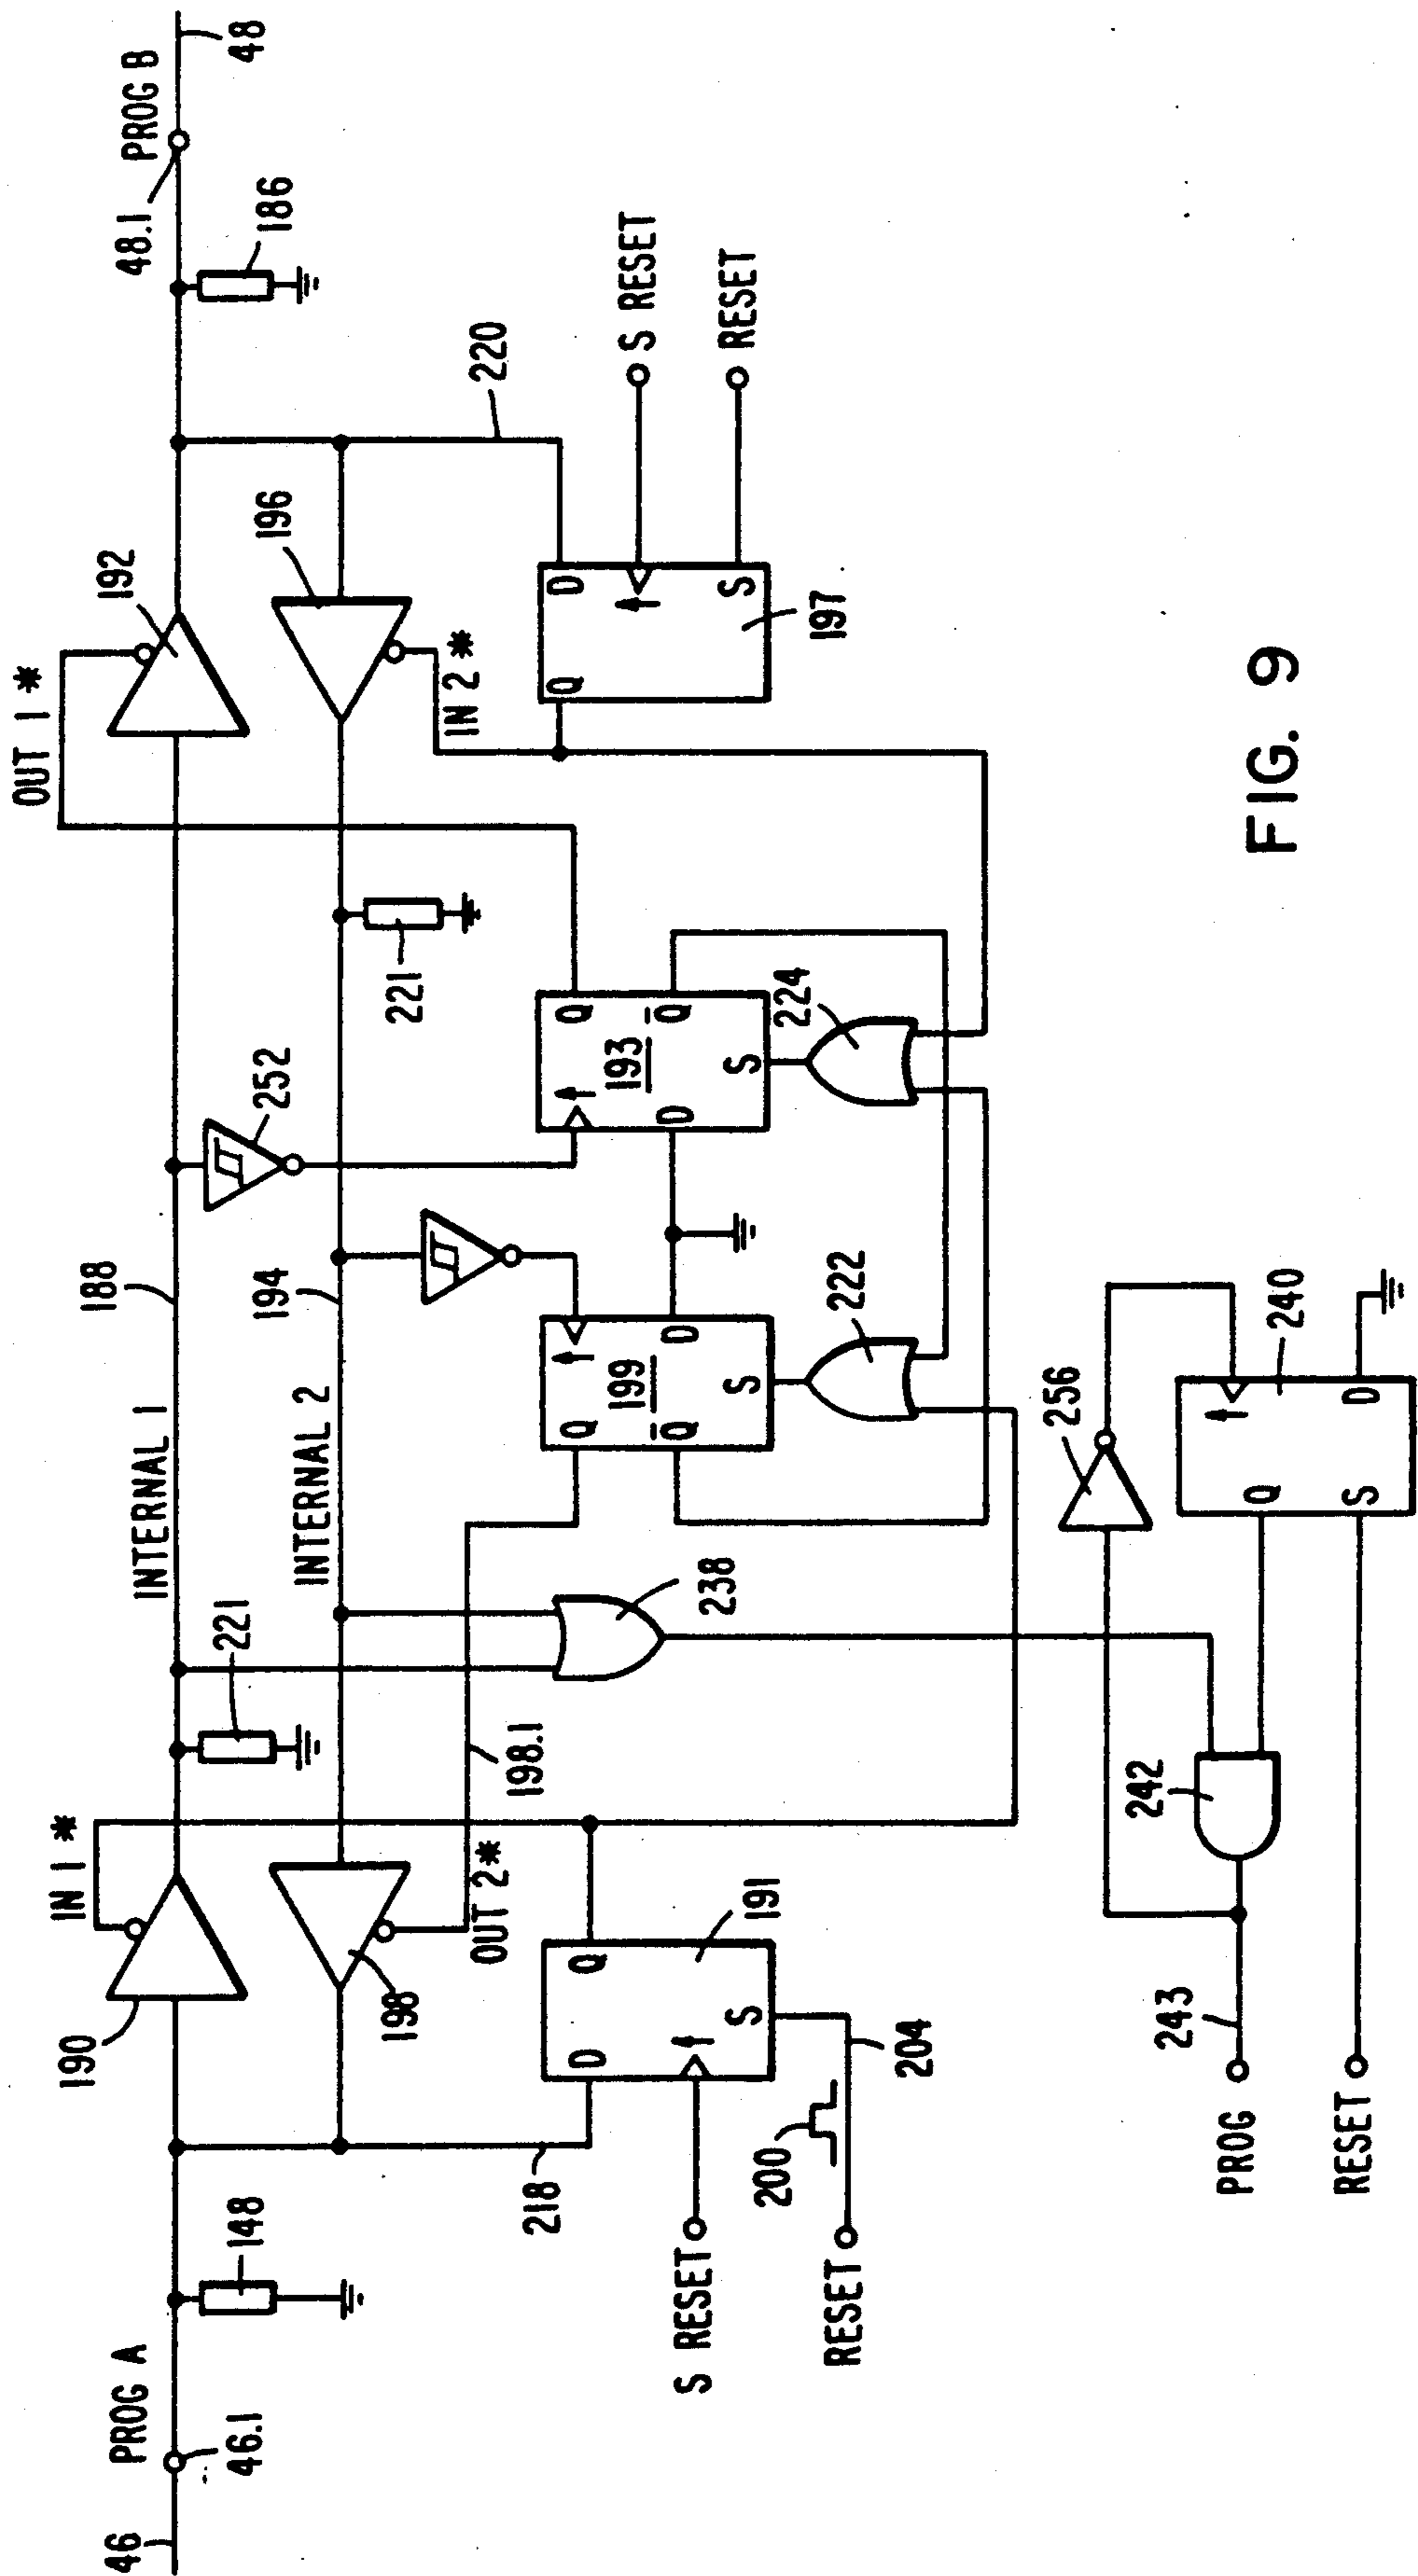 46
46.1
PROG A
148
190
IN 1 *
221
INTERNAL 1
188
252
OUT 1 *
192
186
48.1
PROG B
48
218
198
OUT 2 *
198.1
INTERNAL 2
194
221
196
IN 2 *
220
S RESET
RESET
200
204
D
Q
S
191
238
Q
Q
199
D
S
222
Q
Q
193
D
S
224
Q
D
S
197
S RESET
RESET
PROG
243
242
256
Q
S
D
240
RESET
FIG. 9